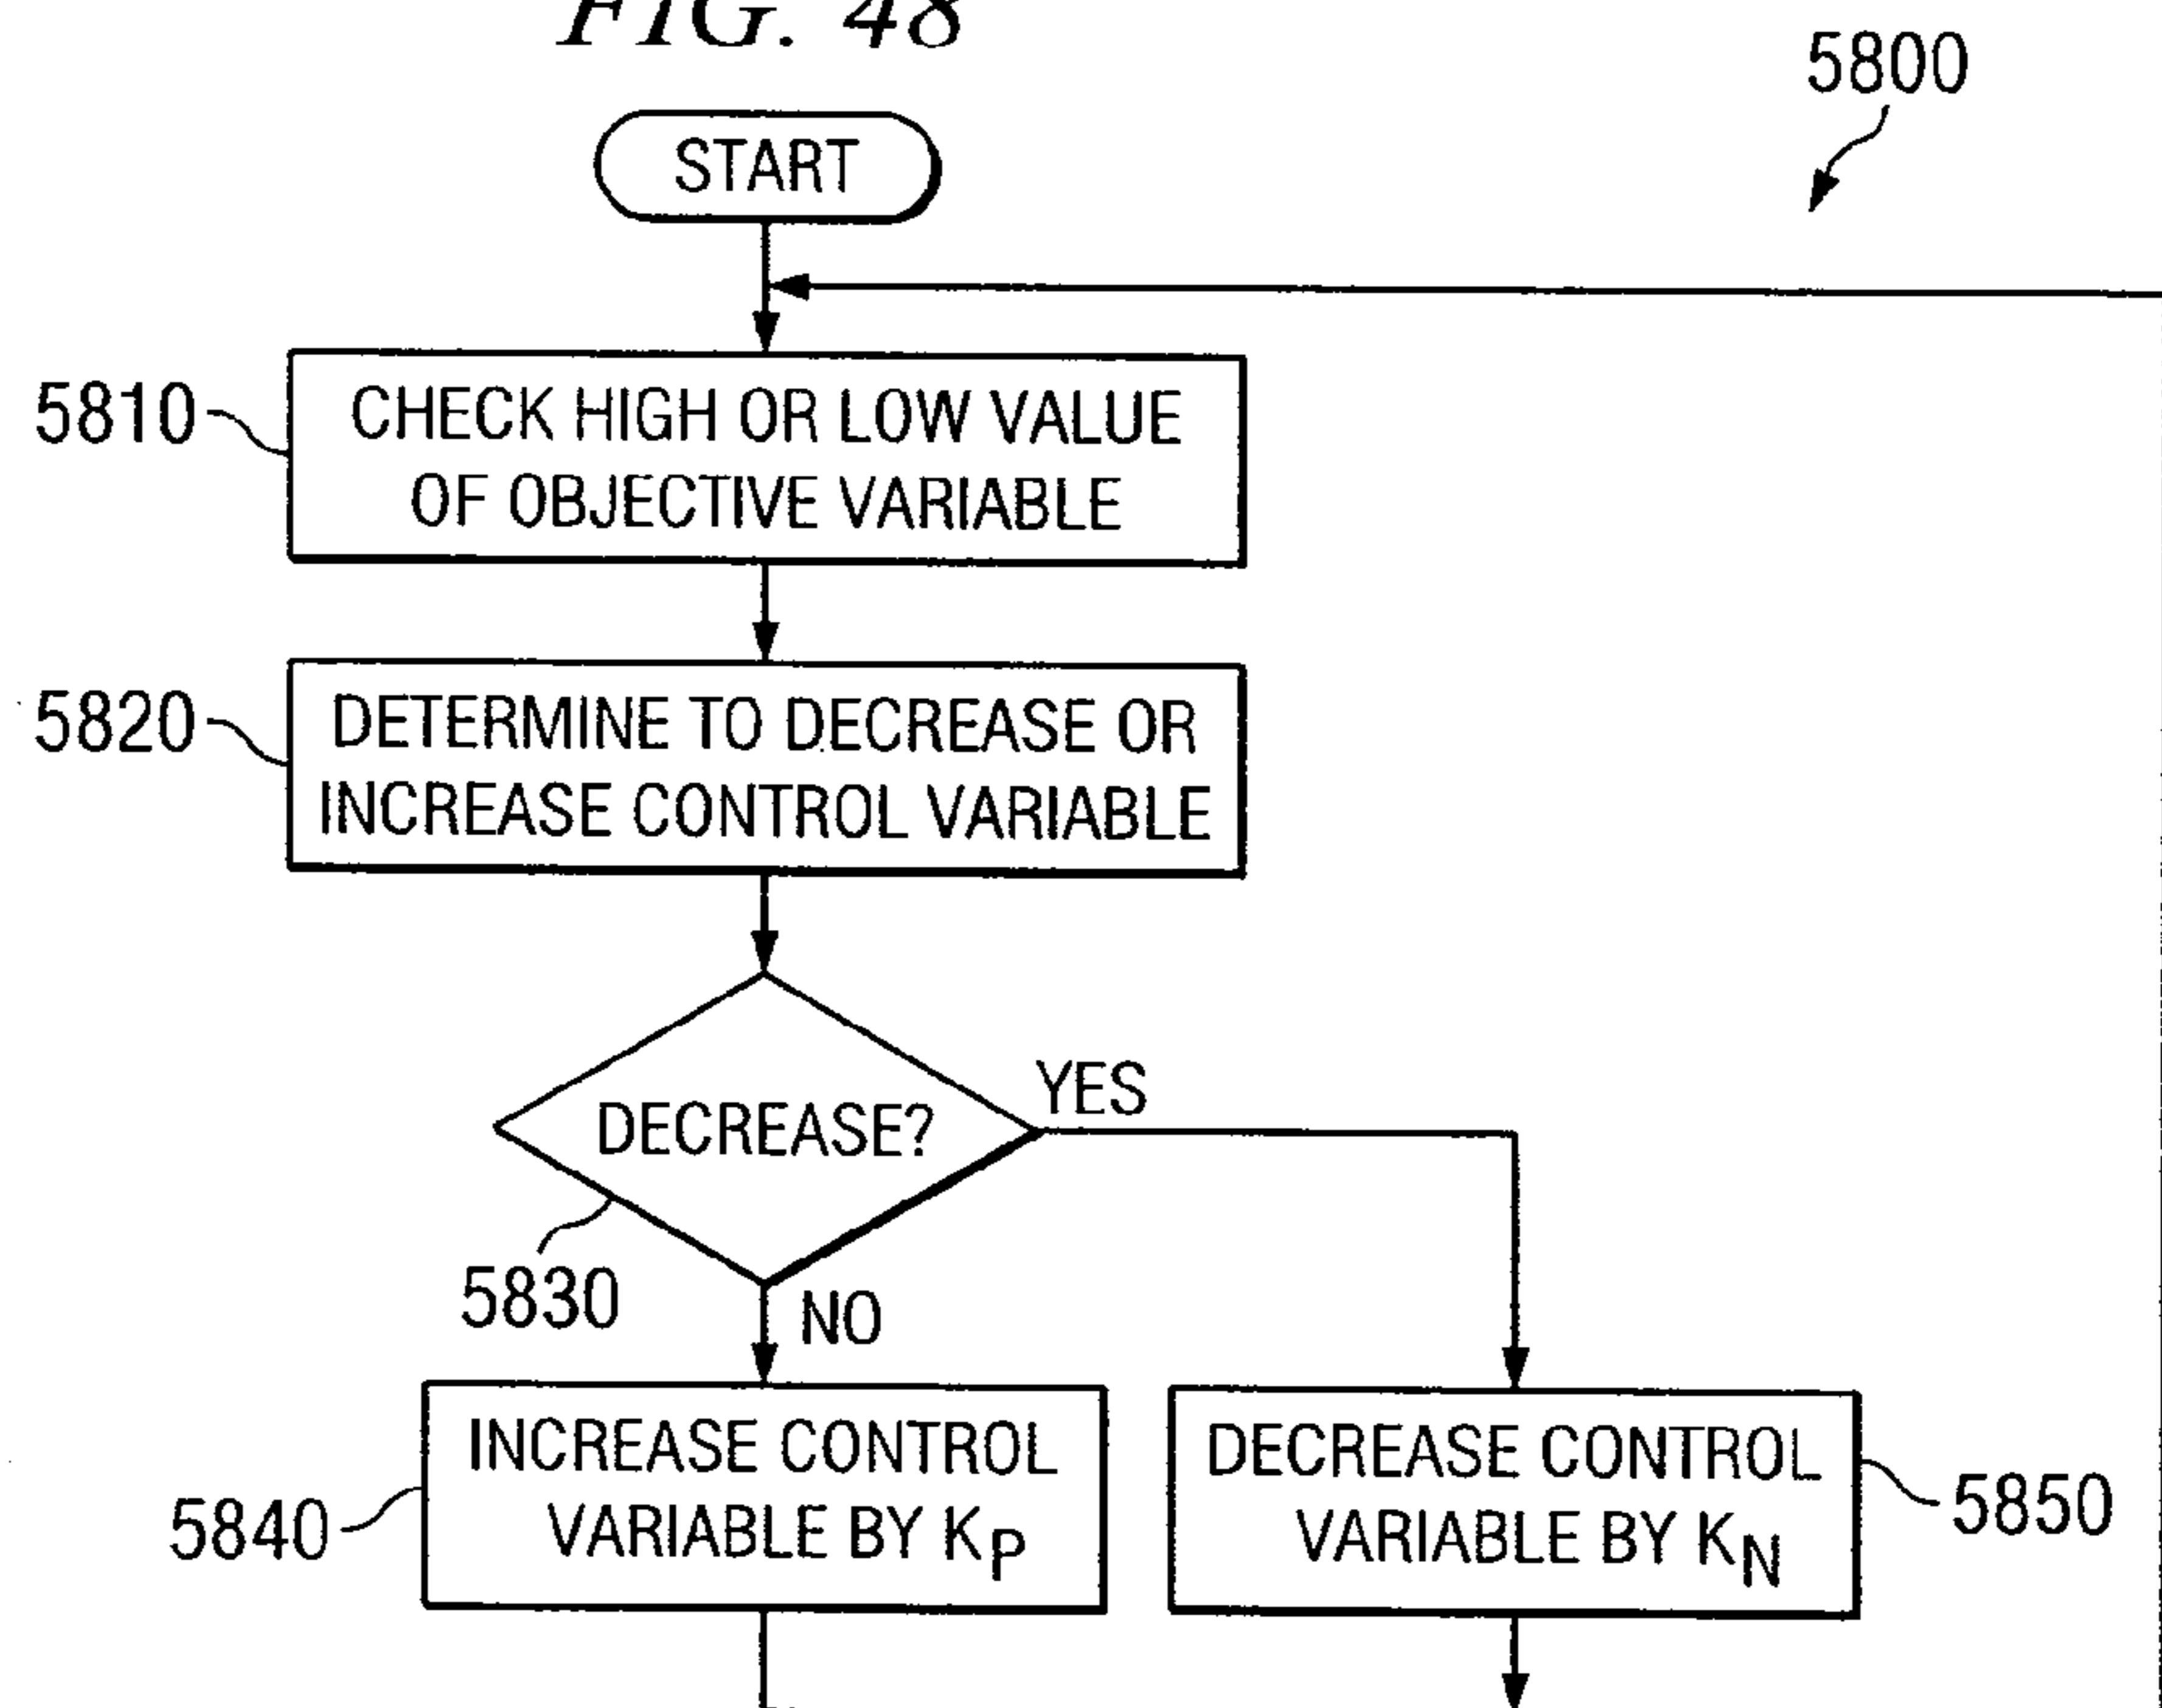 FIG. 48
5800
START
5810
CHECK HIGH OR LOW VALUE
OF OBJECTIVE VARIABLE
5820
DETERMINE TO DECREASE OR
INCREASE CONTROL VARIABLE
DECREASE?
YES
5830
NO
INCREASE CONTROL
VARIABLE BY KP
5840
DECREASE CONTROL
VARIABLE BY KN
5850